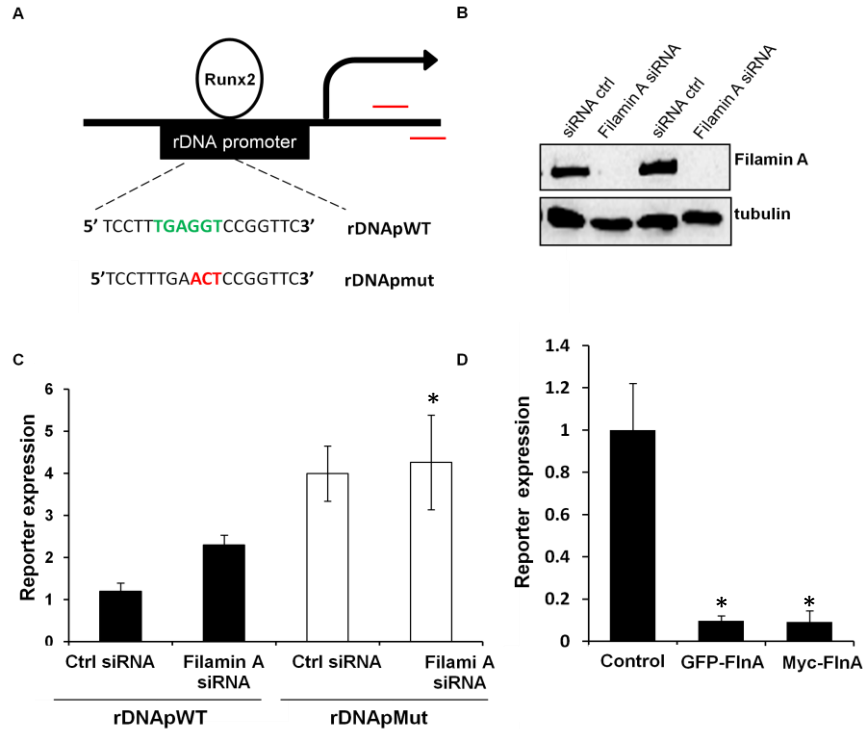 A
Runx2
rDNA promoter
5’ TCCTTTGAGGTCCGGTTC3’ rDNApWT
5’TCCTTTGAACTCCGGTTC3’ rDNApmut
B
siRNA ctrl
Filamin A siRNA
siRNA ctrl
Filamin A siRNA
Filamin A
tubulin
C
Reporter expression
6
5
4
3
2
1
0
*
Ctrl siRNA
Filamin A
siRNA
Ctrl siRNA
Filami A
siRNA
rDNApWT
rDNApMut
D
Reporter expression
1.4
1.2
1
0.8
0.6
0.4
0.2
0
*
*
Control
GFP-FlnA
Myc-FlnA